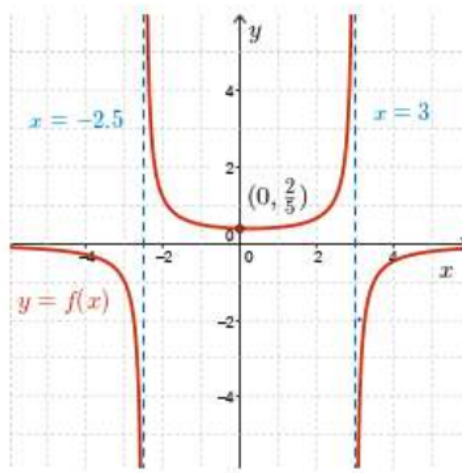 y
4
x = −2.5
x = 3
2
(0, 2/5)
0
−4
−2
0
2
4
x
y = f(x)
−2
−4